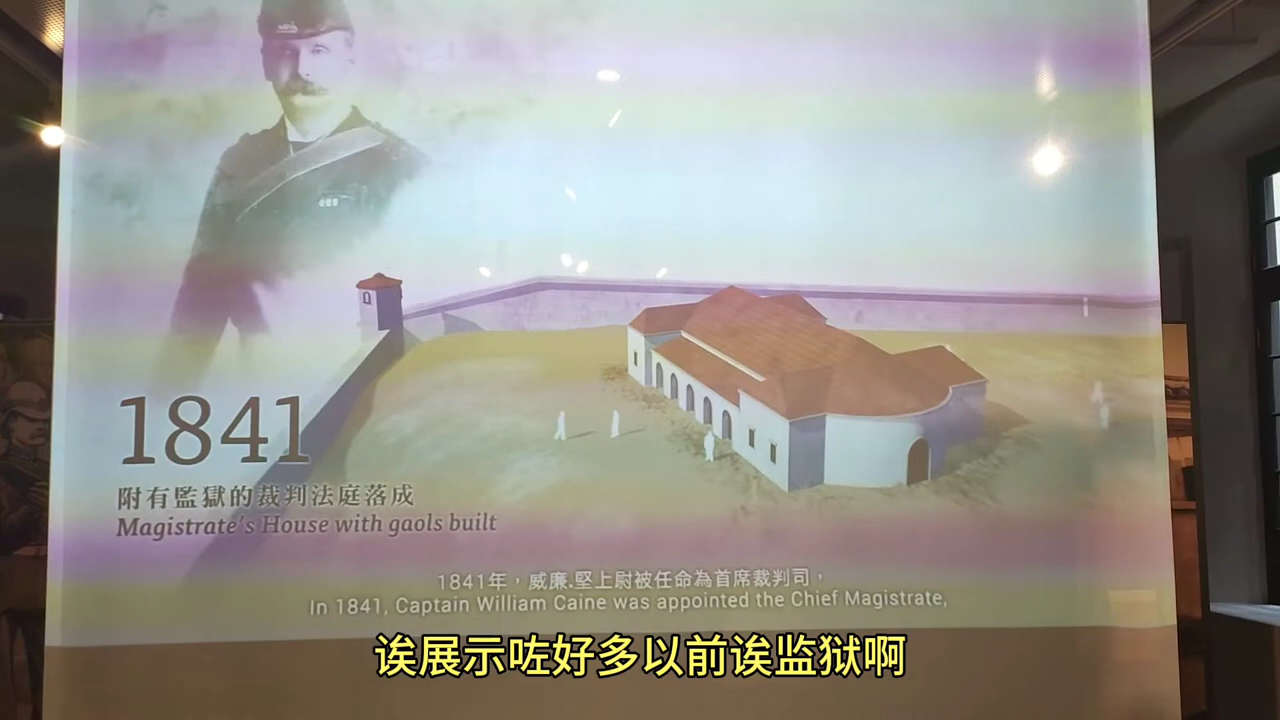 1841
附有監獄的裁判法庭落成
Magistrate's House with gaols built
1841年，威廉.堅上尉被任命為首席裁判司，
In 1841, Captain William Caine was appointed the Chief Magistrate,
诶展示咗好多以前诶监狱啊